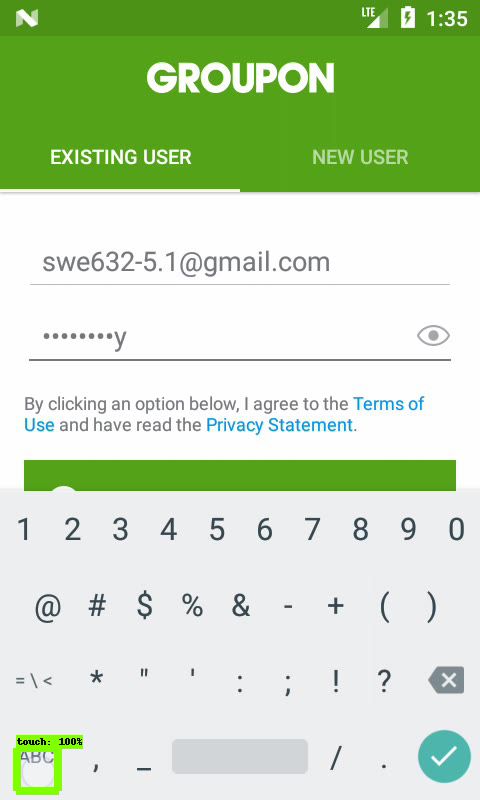 LTE 1:35
GROUPON
EXISTING USER NEW USER
swe632-5.1@gmail.com
••••••••y
By clicking an option below, I agree to the Terms of
Use and have read the Privacy Statement.
1 2 3 4 5 6 7 8 9 0
@ # $ % & - + ( )
= \ < * " ' : ; ! ?
touch: 100%
ABC , _ / .